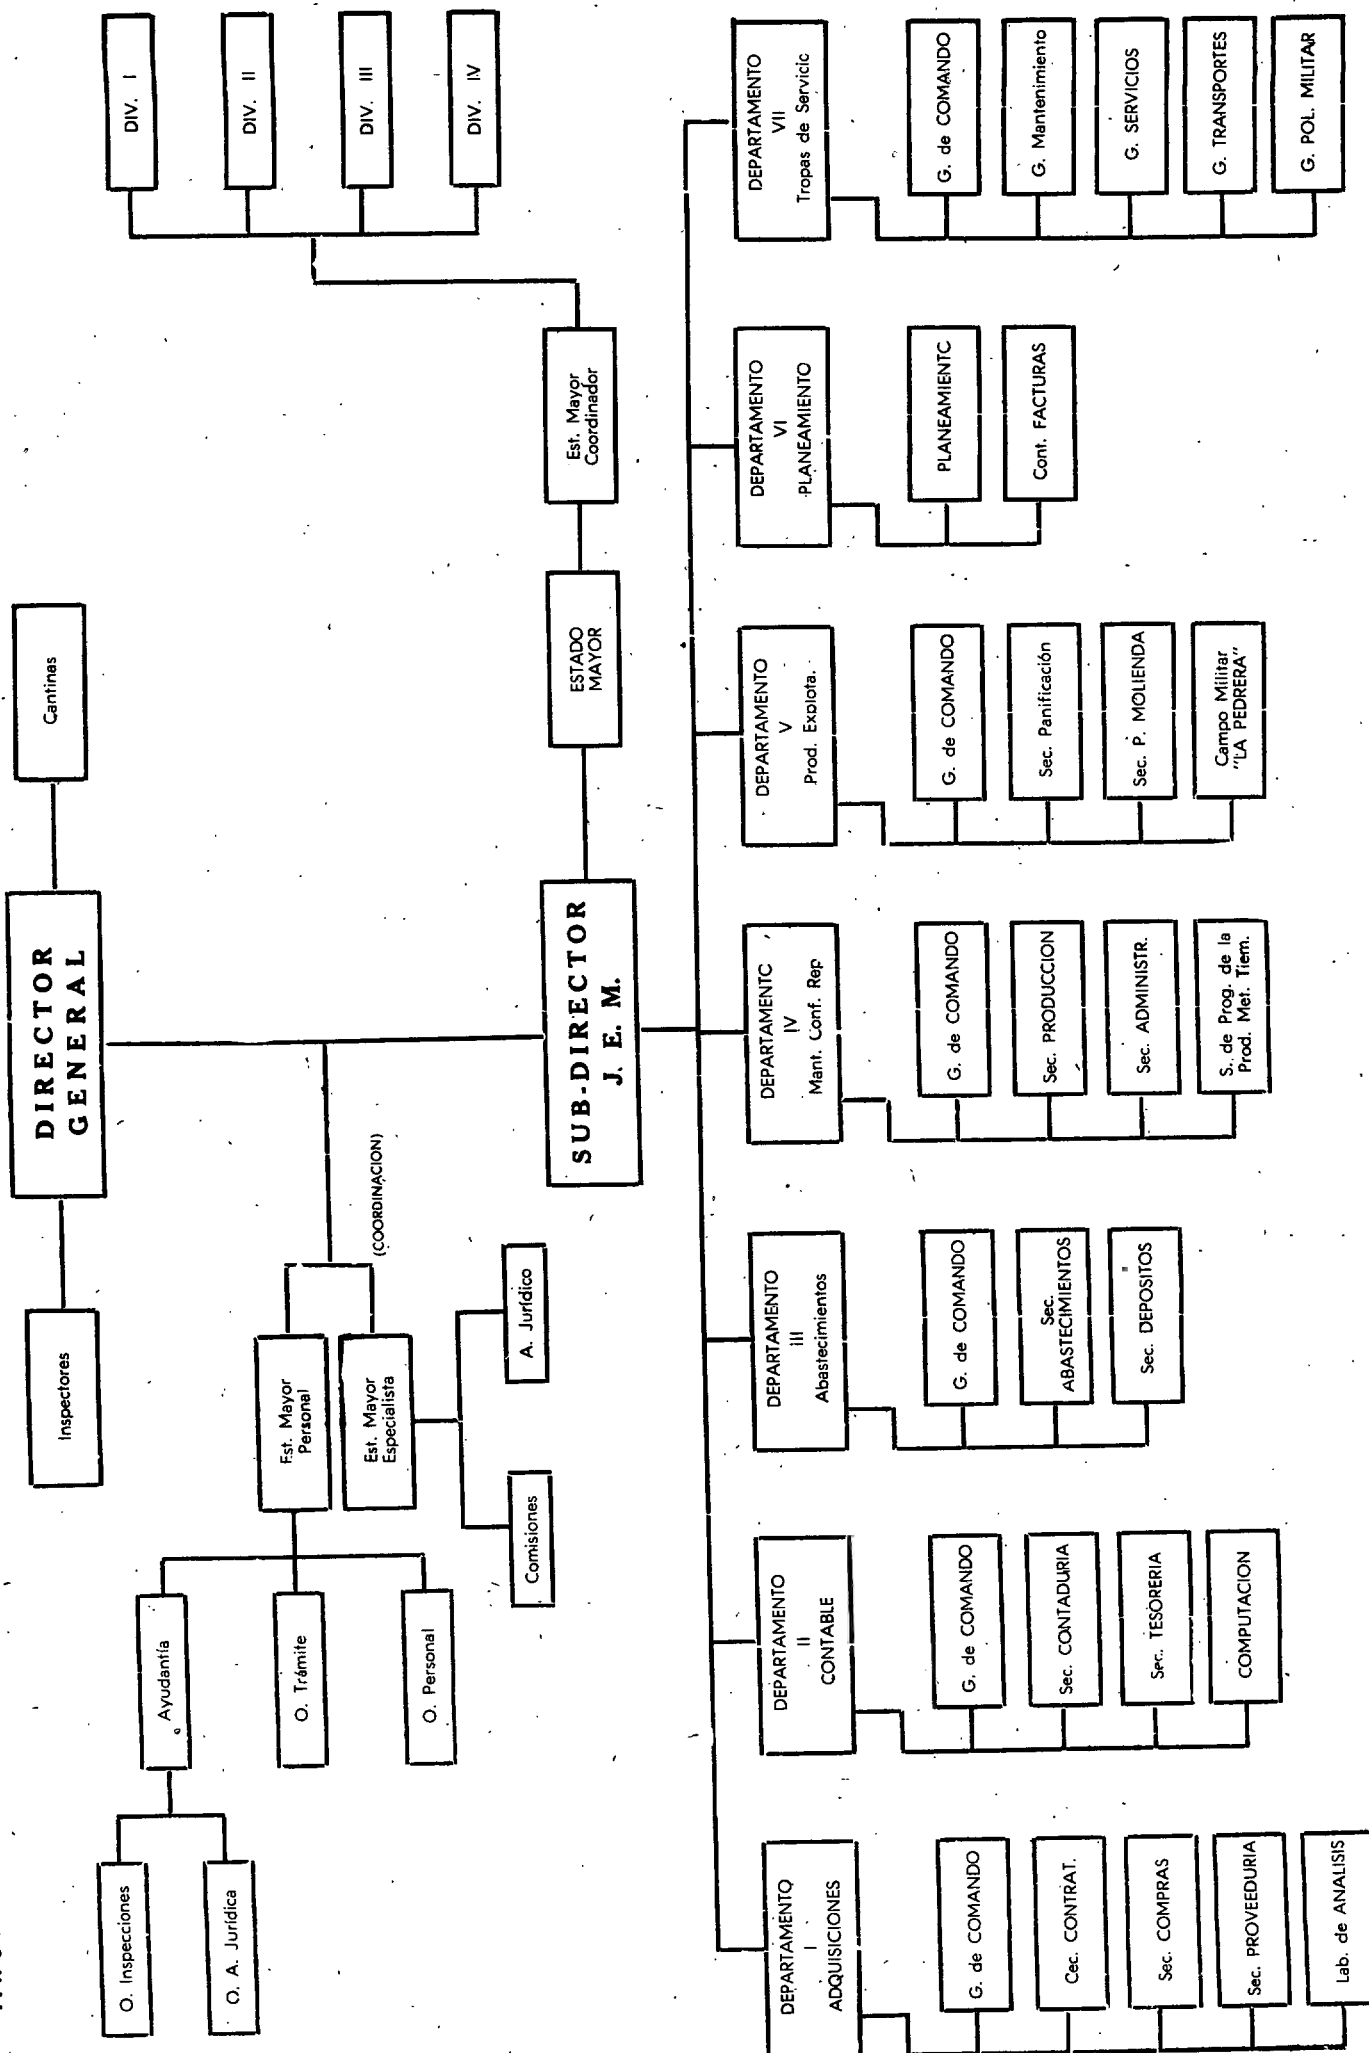 DIRECTOR
GENERAL
Inspectores
Cantinas
Est. Mayor
Personal
Est. Mayor
Especialista
(COORDINACION)
Ayudantía
O. Trámite
O. Personal
O. Inspecciones
O. A. Jurídica
Comisiones
A. Jurídico
SUB-DIRECTOR
J. E. M.
ESTADO
MAYOR
Est. Mayor
Coordinador
DIV. I
DIV. II
DIV. III
DIV. IV
DEPARTAMENTO
I
ADQUISICIONES
G. de COMANDO
Cec. CONTRAT.
Sec. COMPRAS
Sec. PROVEEDURIA
Lab. de ANALISIS
DEPARTAMENTO
II
CONTABLE
G. de COMANDO
Sec. CONTADURIA
Sec. TESORERIA
COMPUTACION
DEPARTAMENTO
III
Abastecimientos
G. de COMANDO
Sec.
ABASTECIMIENTOS
Sec. DEPOSITOS
DEPARTAMENTC
IV
Mant. Conf. Rep
G. de COMANDO
Sec. PRODUCCION
Sec. ADMINISTR.
S. de Prog. de la
Prod. Met. Tiem.
DEPARTAMENTO
V
Prod. Explota.
G. de COMANDO
Sec. Panificación
Sec. P. MOLIENDA
Campo Militar
"LA PEDRERA"
DEPARTAMENTO
VI
PLANEAMIENTO
PLANEAMIENTC
Cont. FACTURAS
DEPARTAMENTO
VII
Tropas de Servicic
G. de COMANDO
G. Mantenimiento
G. SERVICIOS
G. TRANSPORTES
G. POL. MILITAR